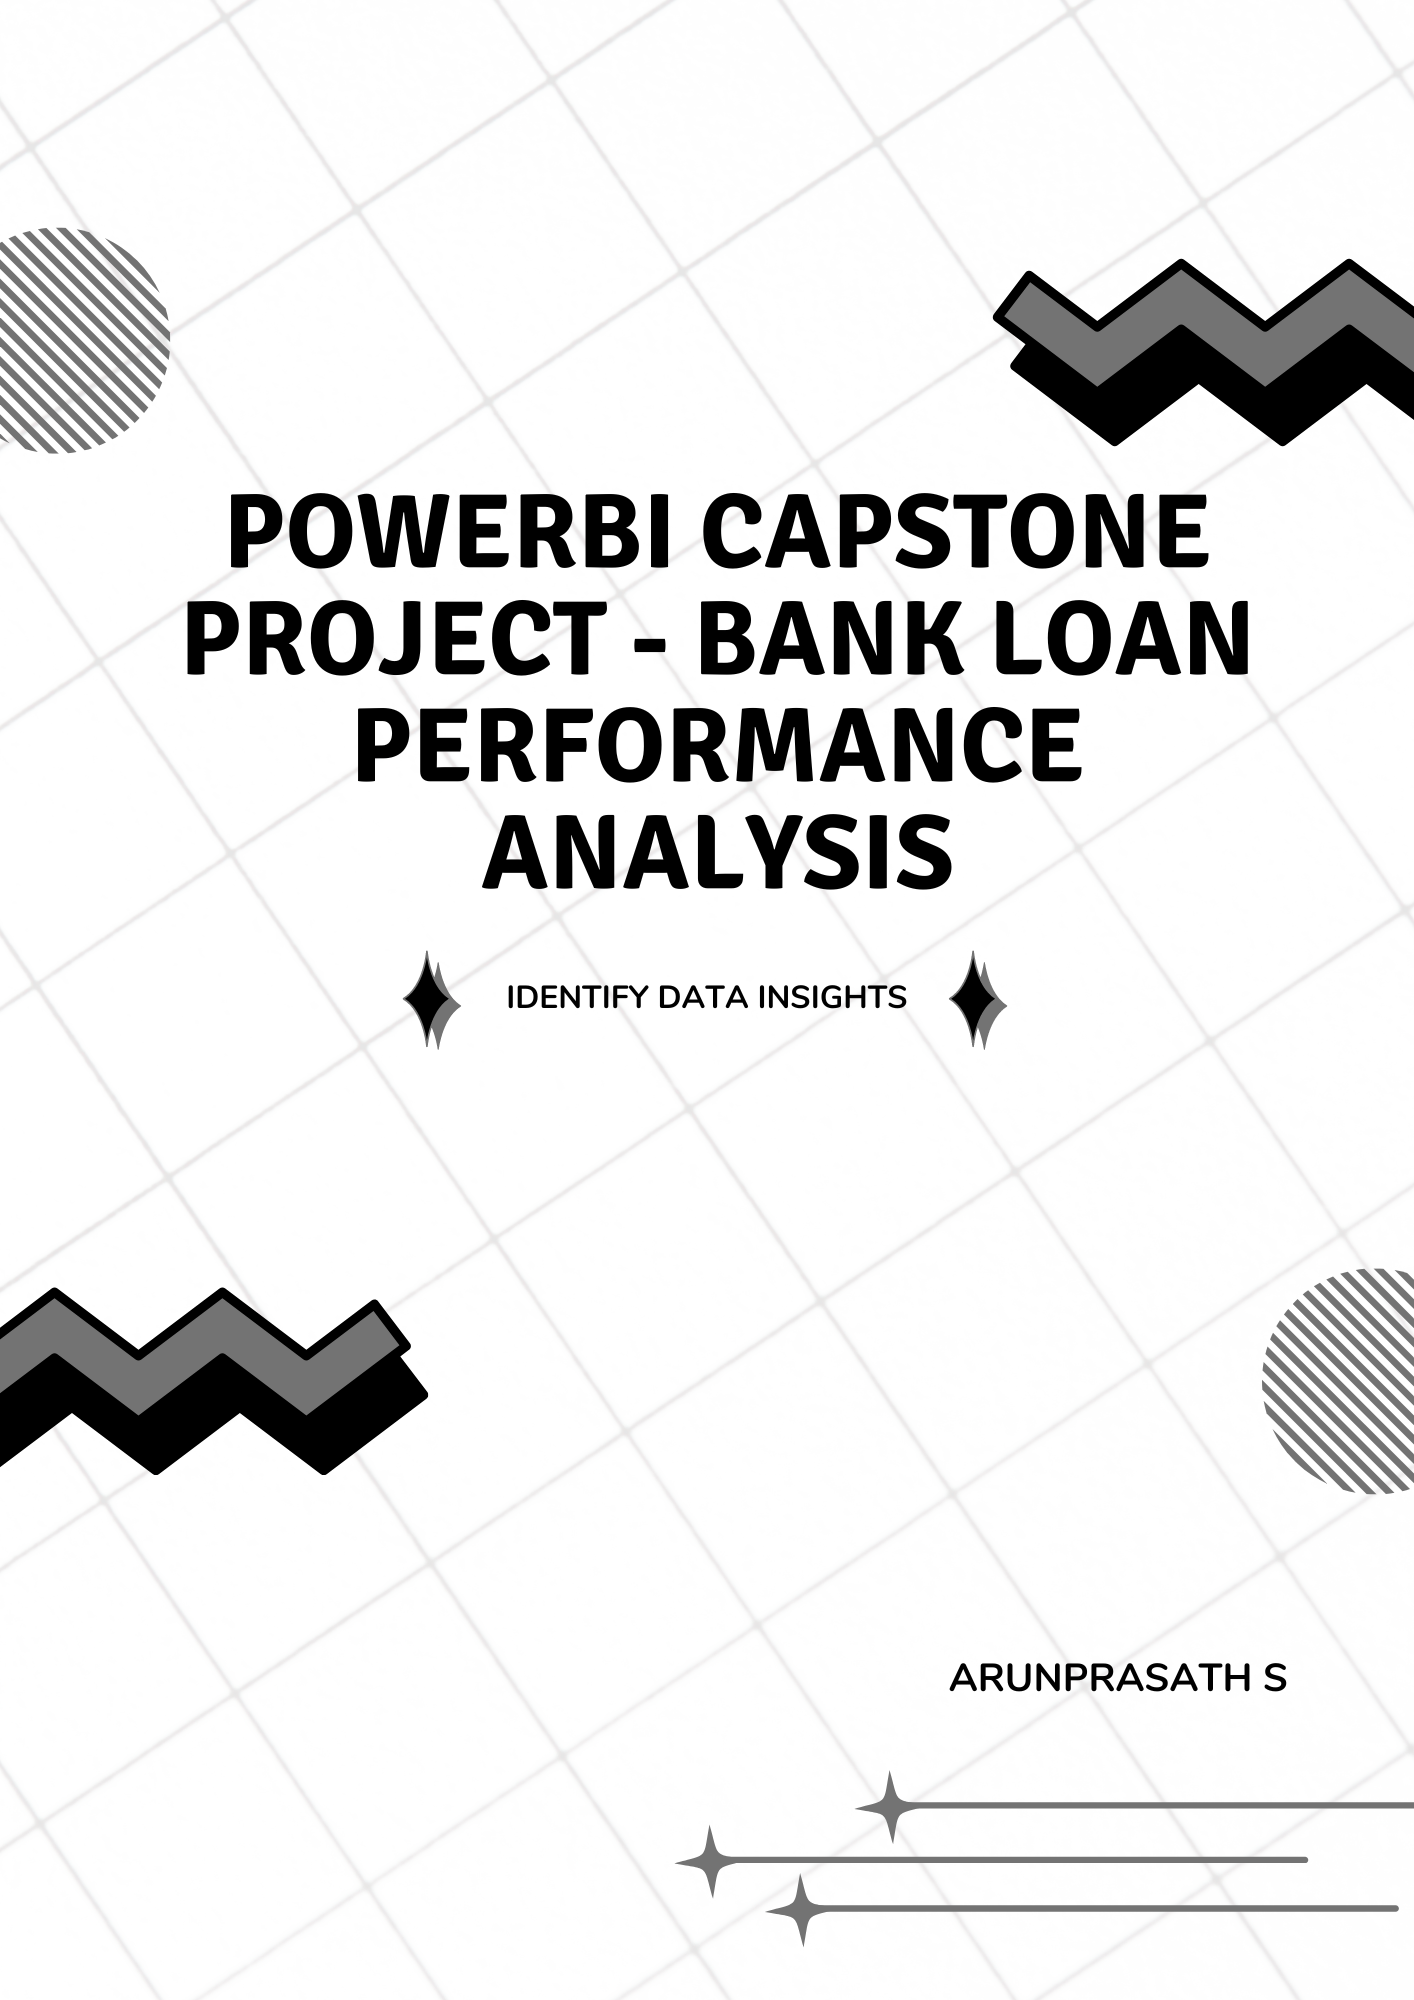 POWERBI CAPSTONE
PROJECT - BANK LOAN
PERFORMANCE
ANALYSIS
IDENTIFY DATA INSIGHTS
ARUNPRASATH S